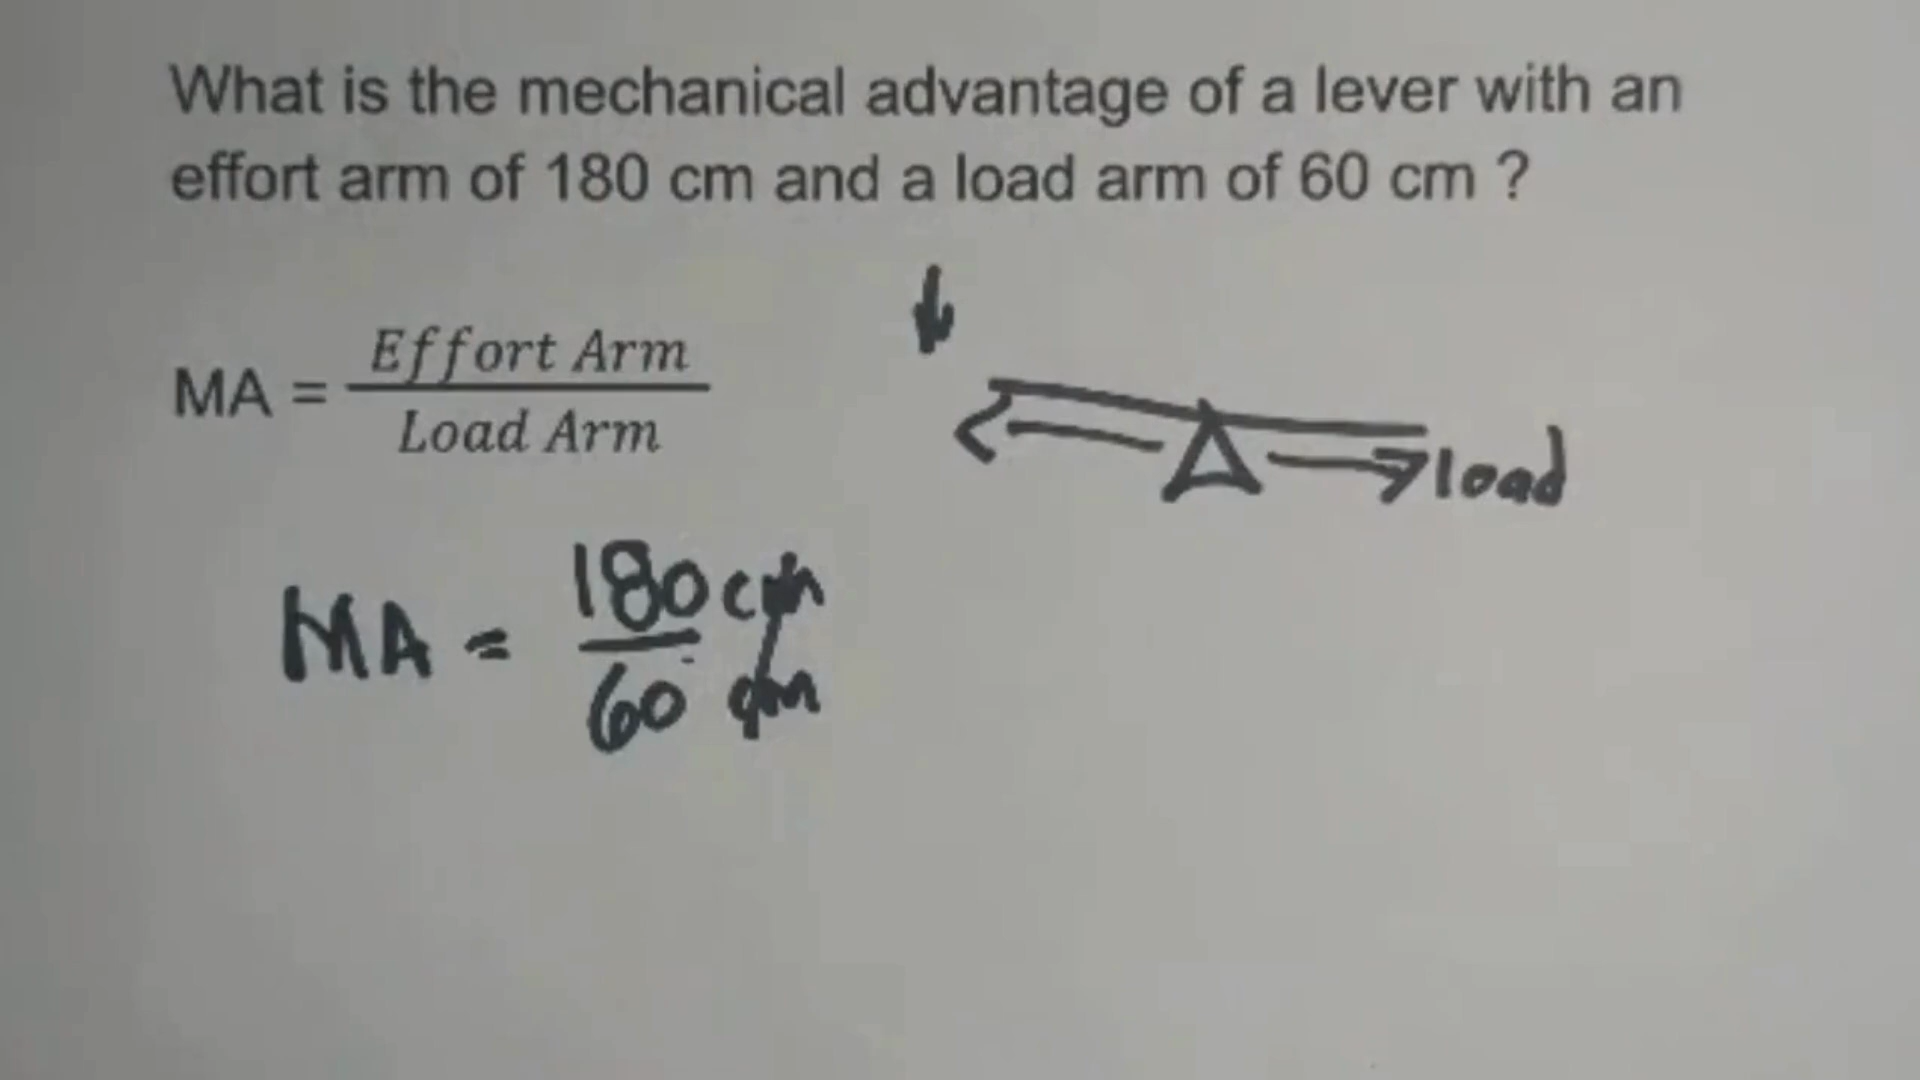 What is the mechanical advantage of a lever with an
effort arm of 180 cm and a load arm of 60 cm ?
MA = Effort Arm
Load Arm
load
MA = 180 cm
60 cm